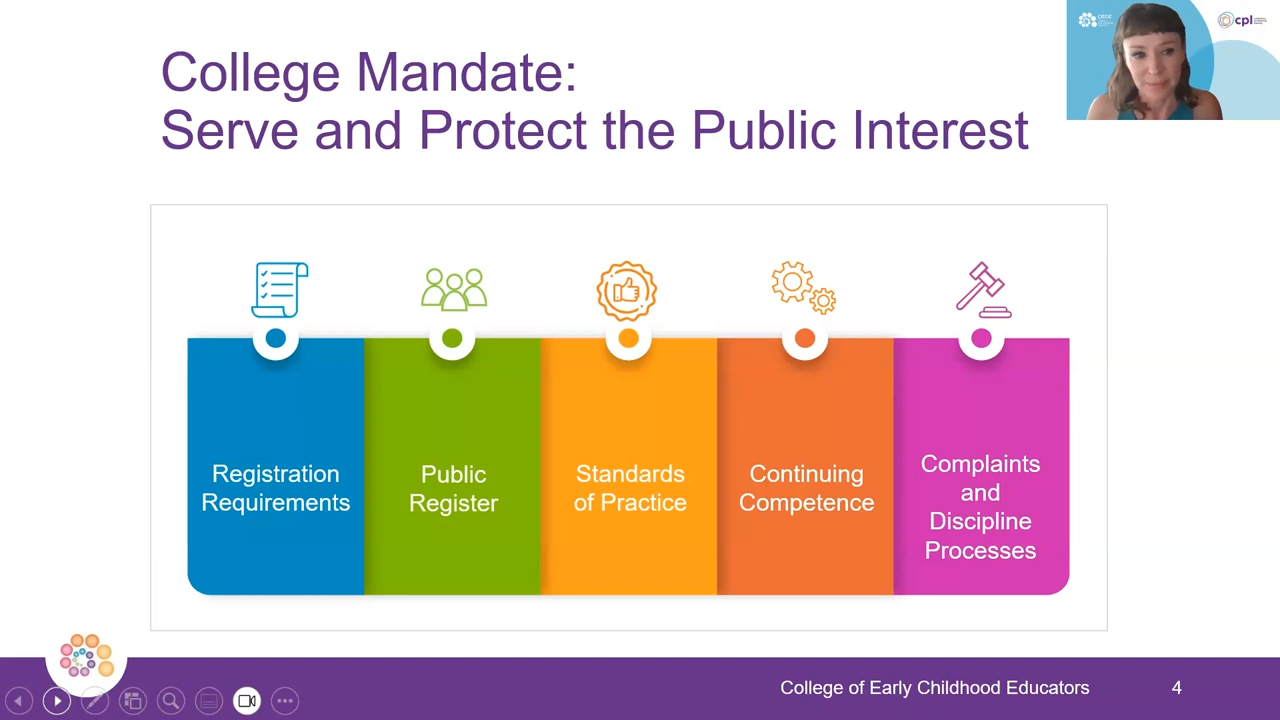 College Mandate:
Serve and Protect the Public Interest
cpl
Registration
Requirements
Public
Register
Standards
of Practice
Continuing
Competence
Complaints
and
Discipline
Processes
College of Early Childhood Educators
4